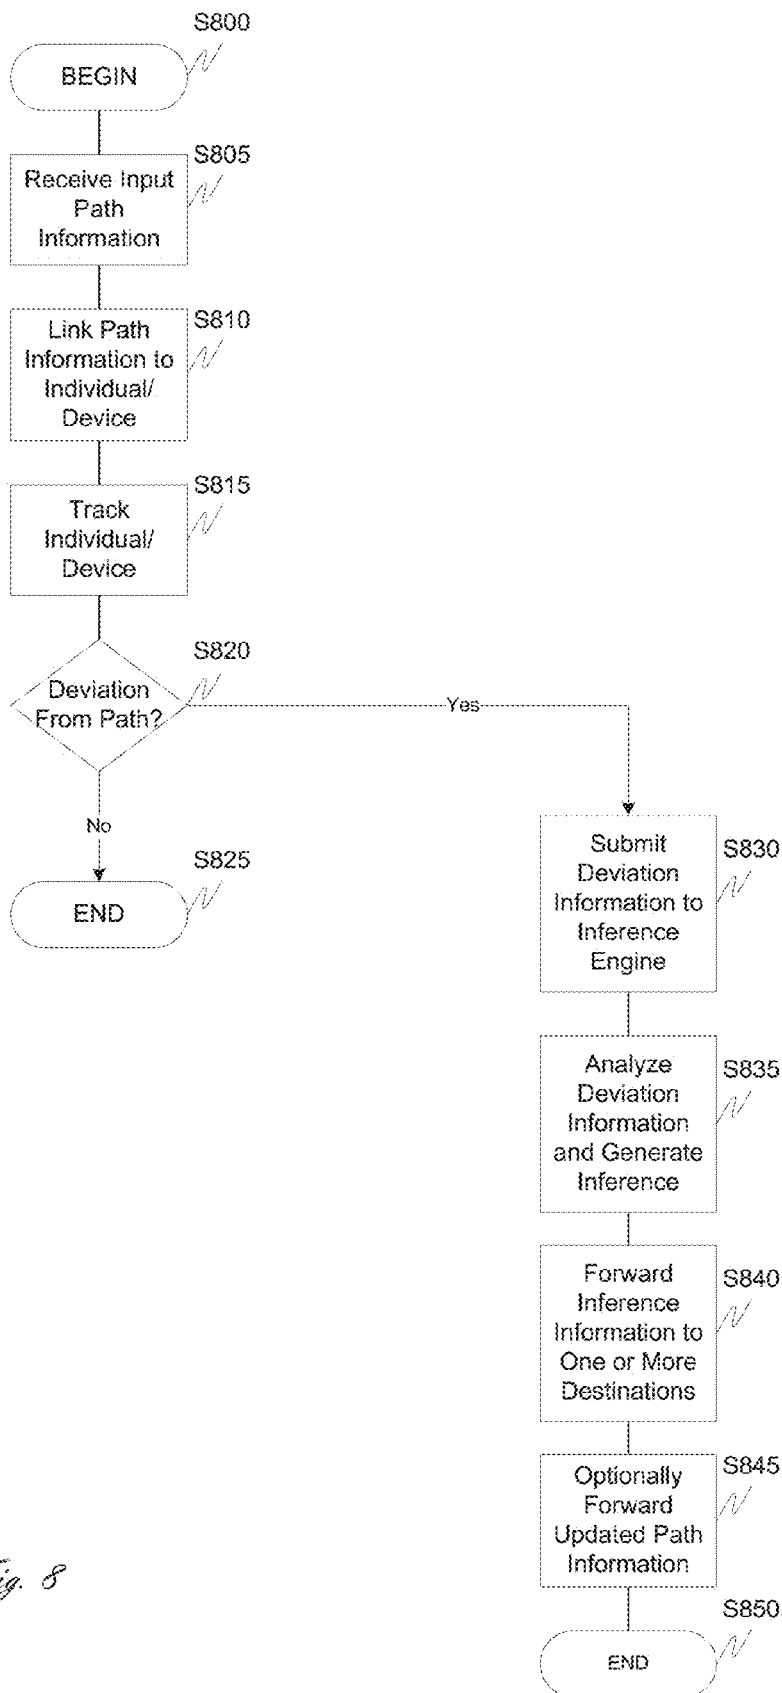 S800
BEGIN
S805
Receive Input
Path
Information
S810
Link Path
Information to
Individual/
Device
S815
Track
Individual/
Device
S820
Deviation
From Path?
Yes
No
S825
END
S830
Submit
Deviation
Information to
Inference
Engine
S835
Analyze
Deviation
Information
and Generate
Inference
S840
Forward
Inference
Information to
One or More
Destinations
S845
Optionally
Forward
Updated Path
Information
S850
END
Fig. 8